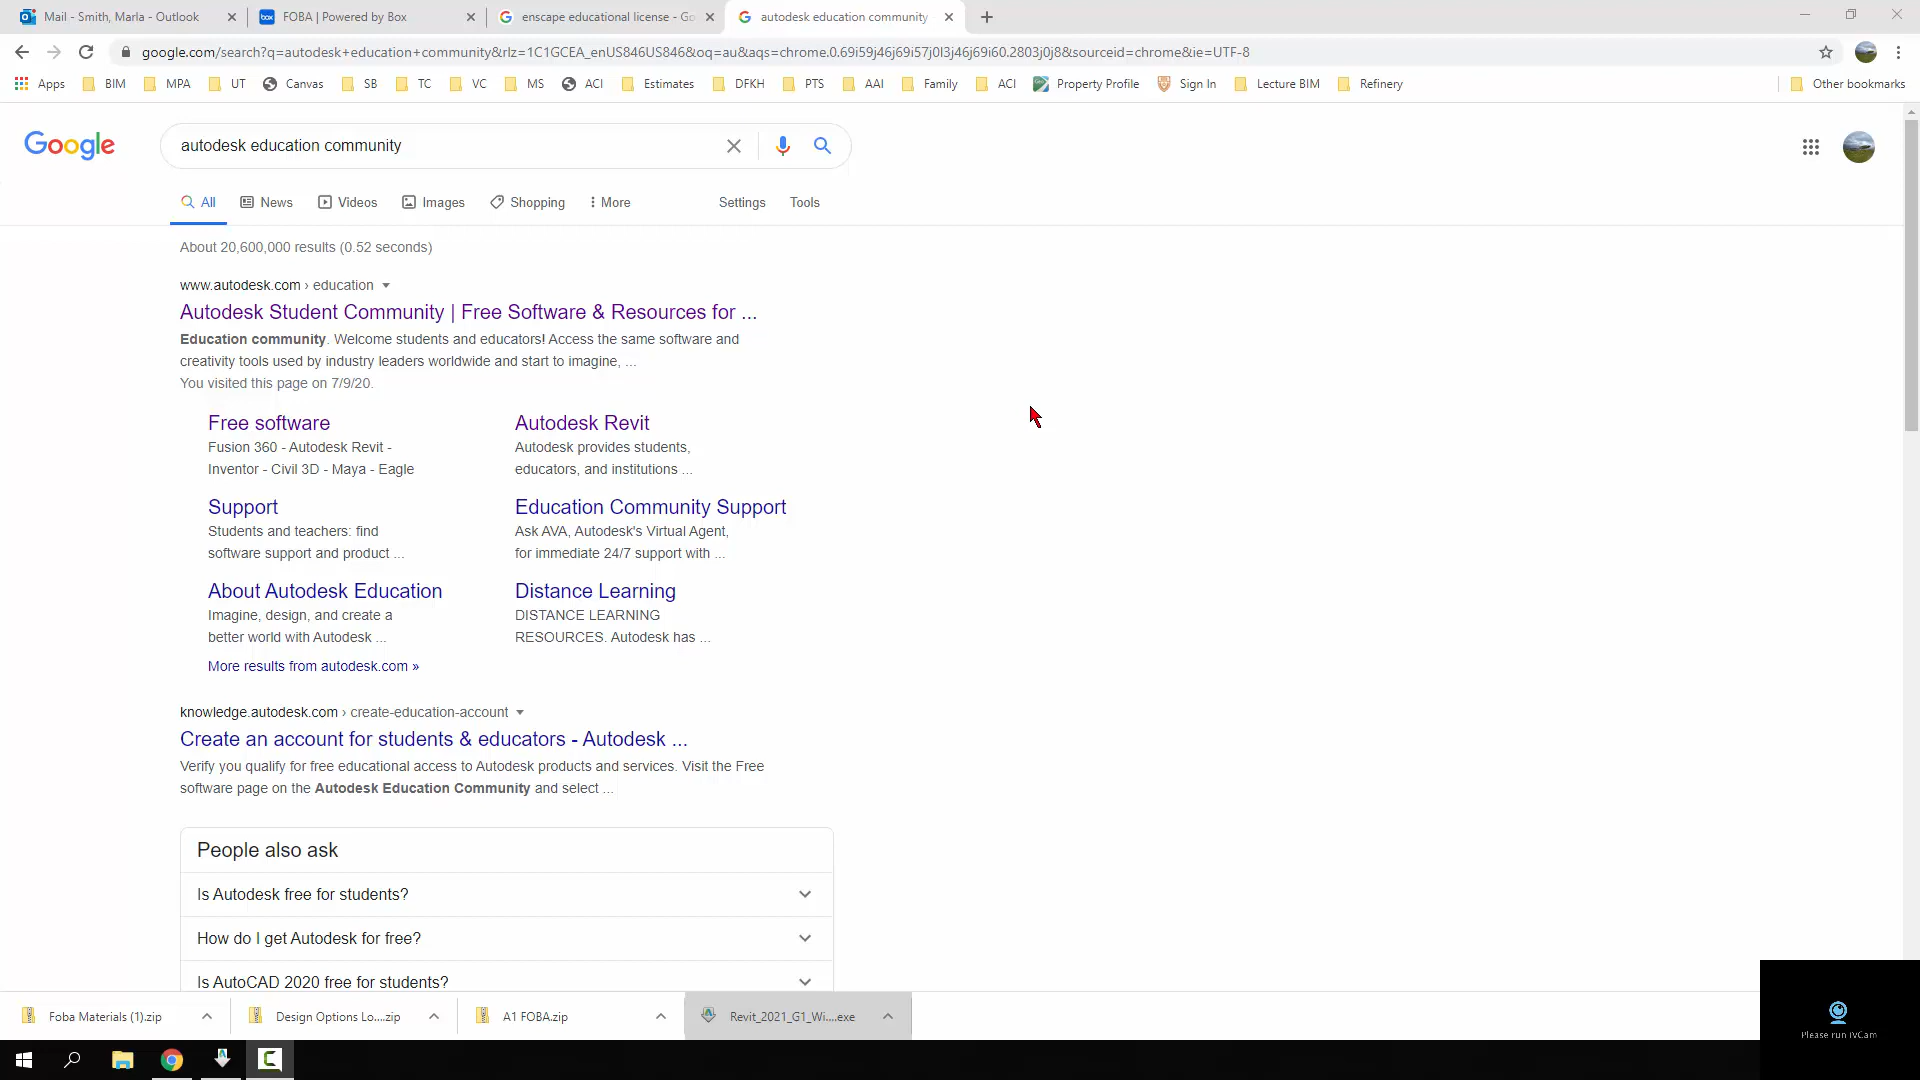 Mail - Smith, Marla - Outlook
FOBA | Powered by Box
enscape educational license - Go
autodesk education community
google.com/search?q=autodesk+education+community&rlz=1C1GCEA_enUS846US846&oq=au&aqs=chrome.0.69i59j46j69i57j0l3j46j69i60.2803j0j8&sourceid=chrome&ie=UTF-8
Apps BIM MPA UT Canvas SB TC VC MS ACI Estimates DFKH PTS AAI Family ACI Property Profile Sign In Lecture BIM Refinery Other bookmarks
Google autodesk education community
All News Videos Images Shopping More Settings Tools
About 20,600,000 results (0.52 seconds)
www.autodesk.com › education
Autodesk Student Community | Free Software & Resources for ...
Education community. Welcome students and educators! Access the same software and
creativity tools used by industry leaders worldwide and start to imagine, ...
You visited this page on 7/9/20.
Free software
Fusion 360 - Autodesk Revit -
Inventor - Civil 3D - Maya - Eagle
Autodesk Revit
Autodesk provides students,
educators, and institutions ...
Support
Students and teachers: find
software support and product ...
Education Community Support
Ask AVA, Autodesk's Virtual Agent,
for immediate 24/7 support with ...
About Autodesk Education
Imagine, design, and create a
better world with Autodesk ...
Distance Learning
DISTANCE LEARNING
RESOURCES. Autodesk has ...
More results from autodesk.com »
knowledge.autodesk.com › create-education-account
Create an account for students & educators - Autodesk ...
Verify you qualify for free educational access to Autodesk products and services. Visit the Free
software page on the Autodesk Education Community and select ...
People also ask
Is Autodesk free for students?
How do I get Autodesk for free?
Is AutoCAD 2020 free for students?
Foba Materials (1).zip
Design Options Lo....zip
A1 FOBA.zip
Revit_2021_G1_Wi....exe
Please run iVCam